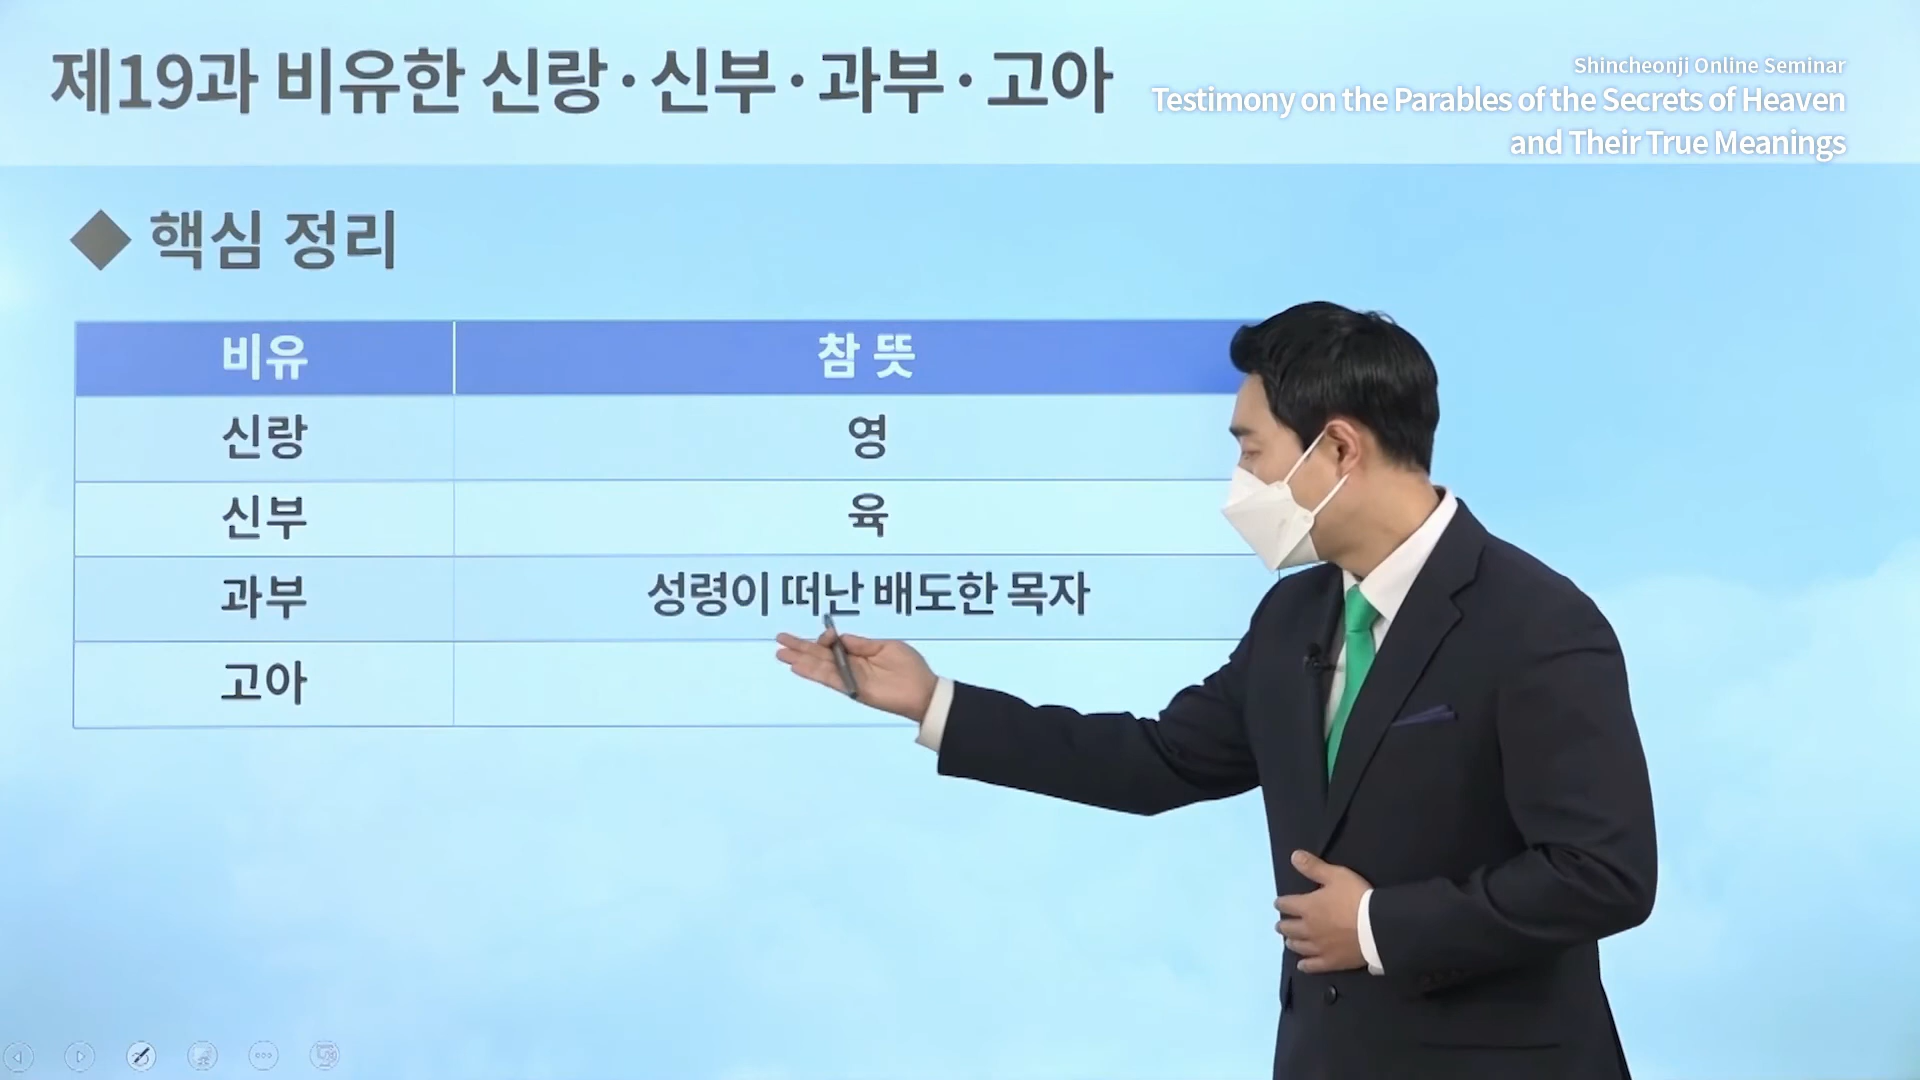 제19과 비유한 신랑·신부·과부·고아
Shincheonji Online Seminar
Testimony on the Parables of the Secrets of Heaven
and Their True Meanings
◆ 핵심 정리
비유 참 뜻
신랑 영
신부 육
과부 성령이 떠난 배도한 목자
고아